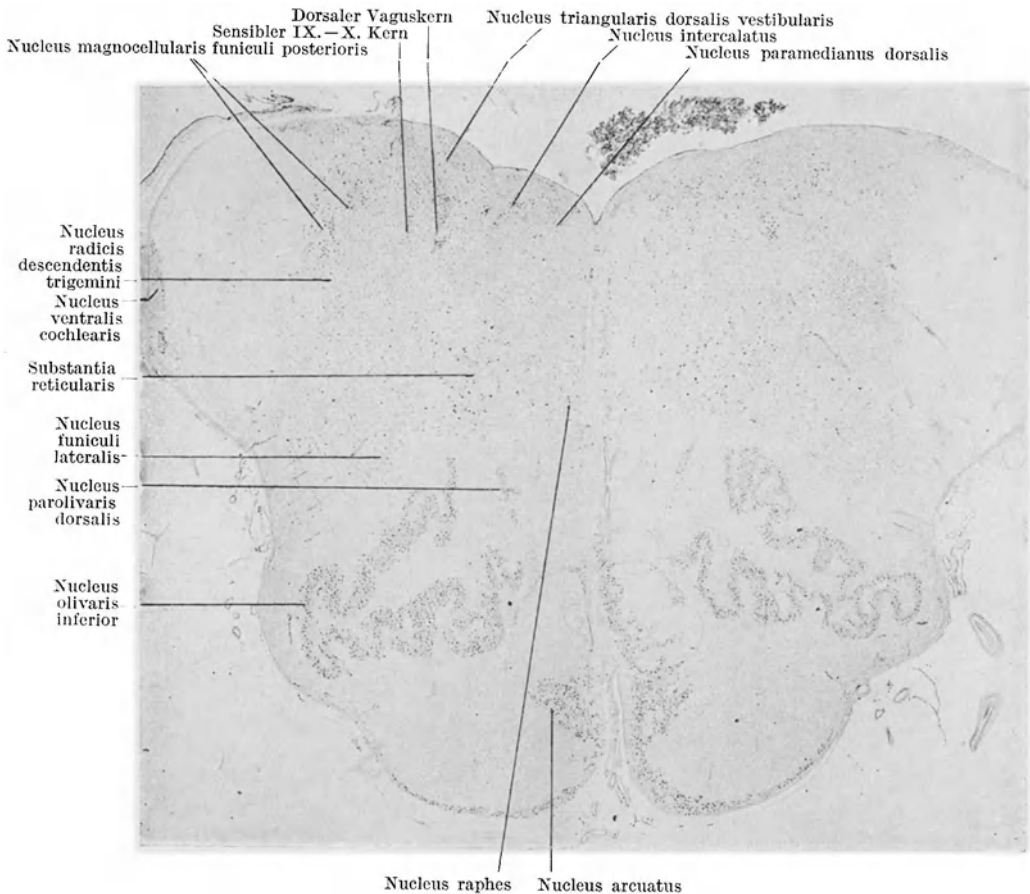 Dorsaler Vaguskern
Sensibler IX.—X. Kern
Nucleus magnocellularis funiculi posterioris
Nucleus triangularis dorsalis vestibularis
Nucleus intercalatus
Nucleus paramedianus dorsalis
Nucleus
radicis
descendentis
trigemini
Nucleus
ventralis
cochlearis
Substantia
reticularis
Nucleus
funiculi
lateralis
Nucleus
parolivaris
dorsalis
Nucleus
olivaris
inferior
Nucleus raphes
Nucleus arcuatus